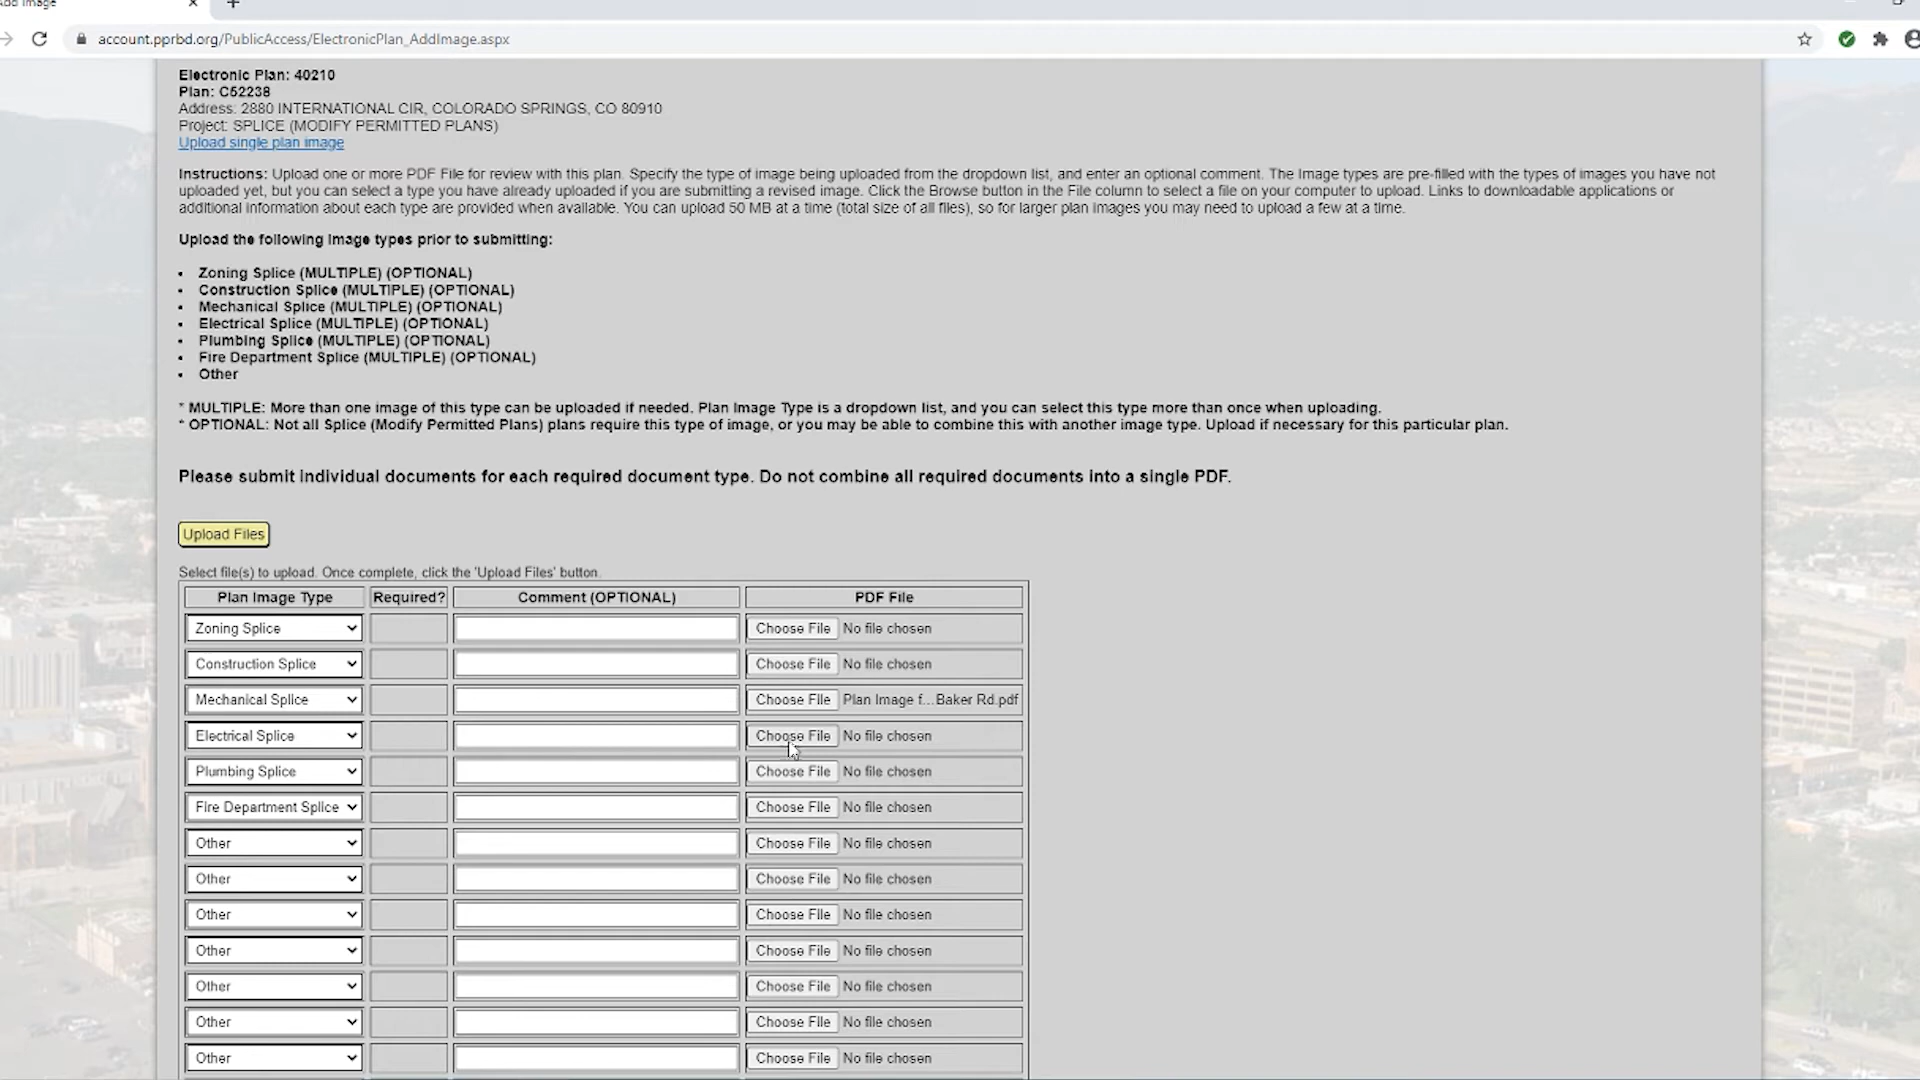 Add Image
account.pprbd.org/PublicAccess/ElectronicPlan_AddImage.aspx
Electronic Plan: 40210
Plan: C52238
Address: 2880 INTERNATIONAL CIR, COLORADO SPRINGS, CO 80910
Project: SPLICE (MODIFY PERMITTED PLANS)
Upload single plan image
Instructions: Upload one or more PDF File for review with this plan. Specify the type of image being uploaded from the dropdown list, and enter an optional comment. The Image types are pre-filled with the types of images you have not
uploaded yet, but you can select a type you have already uploaded if you are submitting a revised image. Click the Browse button in the File column to select a file on your computer to upload. Links to downloadable applications or
additional information about each type are provided when available. You can upload 50 MB at a time (total size of all files), so for larger plan images you may need to upload a few at a time.
Upload the following image types prior to submitting:
• Zoning Splice (MULTIPLE) (OPTIONAL)
• Construction Splice (MULTIPLE) (OPTIONAL)
• Mechanical Splice (MULTIPLE) (OPTIONAL)
• Electrical Splice (MULTIPLE) (OPTIONAL)
• Plumbing Splice (MULTIPLE) (OPTIONAL)
• Fire Department Splice (MULTIPLE) (OPTIONAL)
• Other
* MULTIPLE: More than one image of this type can be uploaded if needed. Plan Image Type is a dropdown list, and you can select this type more than once when uploading.
* OPTIONAL: Not all Splice (Modify Permitted Plans) plans require this type of image, or you may be able to combine this with another image type. Upload if necessary for this particular plan.
Please submit individual documents for each required document type. Do not combine all required documents into a single PDF.
Upload Files
Select file(s) to upload. Once complete, click the 'Upload Files' button.
Plan Image Type Required? Comment (OPTIONAL) PDF File
Zoning Splice Choose File No file chosen
Construction Splice Choose File No file chosen
Mechanical Splice Choose File Plan Image f...Baker Rd.pdf
Electrical Splice Choose File No file chosen
Plumbing Splice Choose File No file chosen
Fire Department Splice Choose File No file chosen
Other Choose File No file chosen
Other Choose File No file chosen
Other Choose File No file chosen
Other Choose File No file chosen
Other Choose File No file chosen
Other Choose File No file chosen
Other Choose File No file chosen